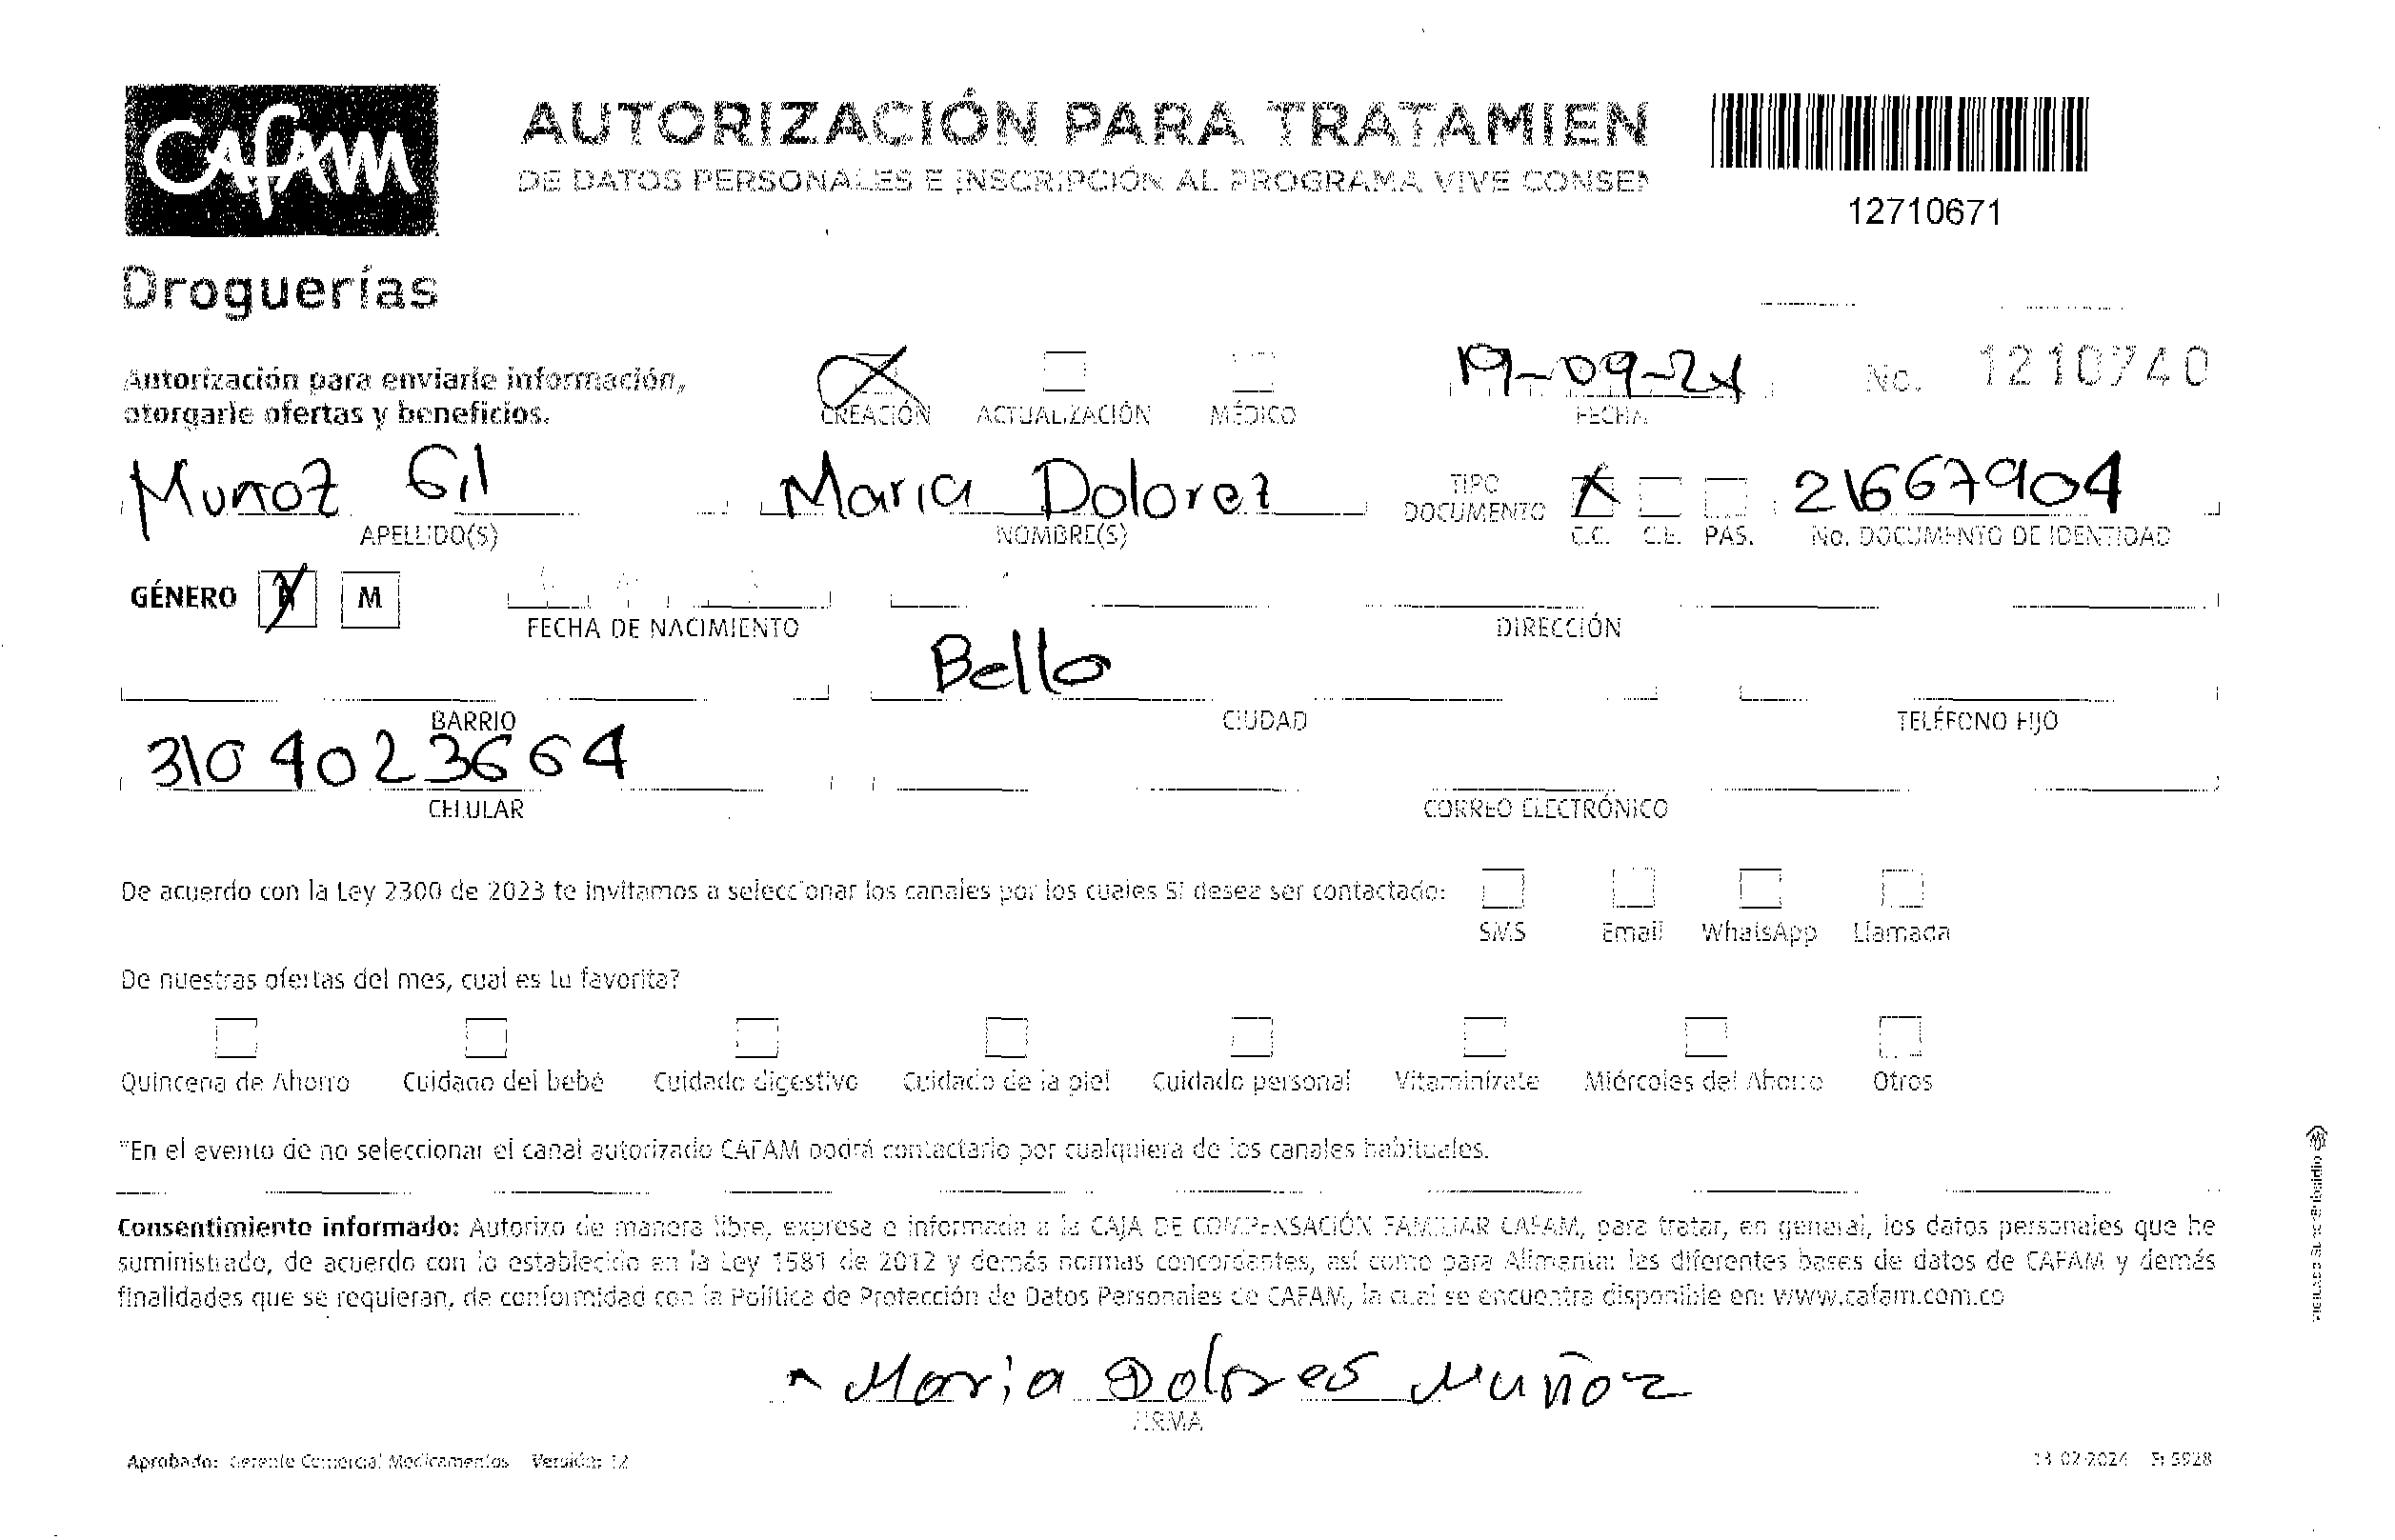 CAFAM
AUTORIZACIÓN PARA TRATAMIEN
DE DATOS PERSONALES E INSCRIPCIÓN AL PROGRAMA VIVE CONSEN
12710671
Droguerías
Autorización para enviarle información,
otorgarle ofertas y beneficios.
CREACIÓN ACTUALIZACIÓN MÉDICO
19-09-24
FECHA
No. 1210740
Muñoz Gil
APELLIDO(S)
Maria Dolorez
NOMBRE(S)
TIPO
DOCUMENTO
C.C. C.E. PAS.
21667904
No. DOCUMENTO DE IDENTIDAD
GÉNERO F M
FECHA DE NACIMIENTO
DIRECCIÓN
BARRIO
Bello
CIUDAD
TELÉFONO FIJO
3104023664
CELULAR
CORREO ELECTRÓNICO
De acuerdo con la Ley 2300 de 2023 te invitamos a seleccionar los canales por los cuales SI desea ser contactado:
SMS Email WhatsApp Llamada
De nuestras ofertas del mes, cual es tu favorita?
Quincena de Ahorro Cuidado del bebé Cuidado digestivo Cuidado de la piel Cuidado personal Vitaminízate Miércoles del Ahorro Otros
*En el evento de no seleccionar el canal autorizado CAFAM podrá contactarlo por cualquiera de los canales habituales.
Consentimiento informado: Autorizo de manera libre, expresa e informada a la CAJA DE COMPENSACIÓN FAMILIAR CAFAM, para tratar, en general, los datos personales que he
suministrado, de acuerdo con lo establecido en la Ley 1581 de 2012 y demás normas concordantes, así como para Alimentar las diferentes bases de datos de CAFAM y demás
finalidades que se requieran, de conformidad con la Política de Protección de Datos Personales de CAFAM, la cual se encuentra disponible en: www.cafam.com.co
Maria Dolores Muñoz
FIRMA
Aprobado: Gerente Comercial Medicamentos Versión: 12
13-02-2024 F15928